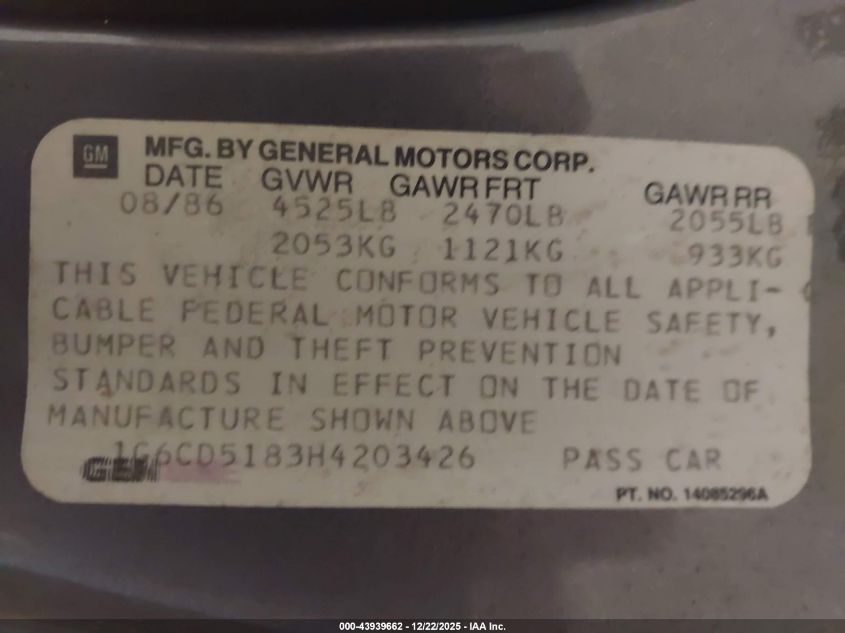 GM MFG. BY GENERAL MOTORS CORP.
DATE GVWR GAWR FRT GAWR RR
08/86 4525LB 2470LB 2055LB
2053KG 1121KG 933KG
THIS VEHICLE CONFORMS TO ALL APPLI-
CABLE FEDERAL MOTOR VEHICLE SAFETY,
BUMPER AND THEFT PREVENTION
STANDARDS IN EFFECT ON THE DATE OF
MANUFACTURE SHOWN ABOVE
1G6CD5183H4203426 PASS CAR
PT. NO. 14085296A
000-43939662 - 12/22/2025 - IAA Inc.